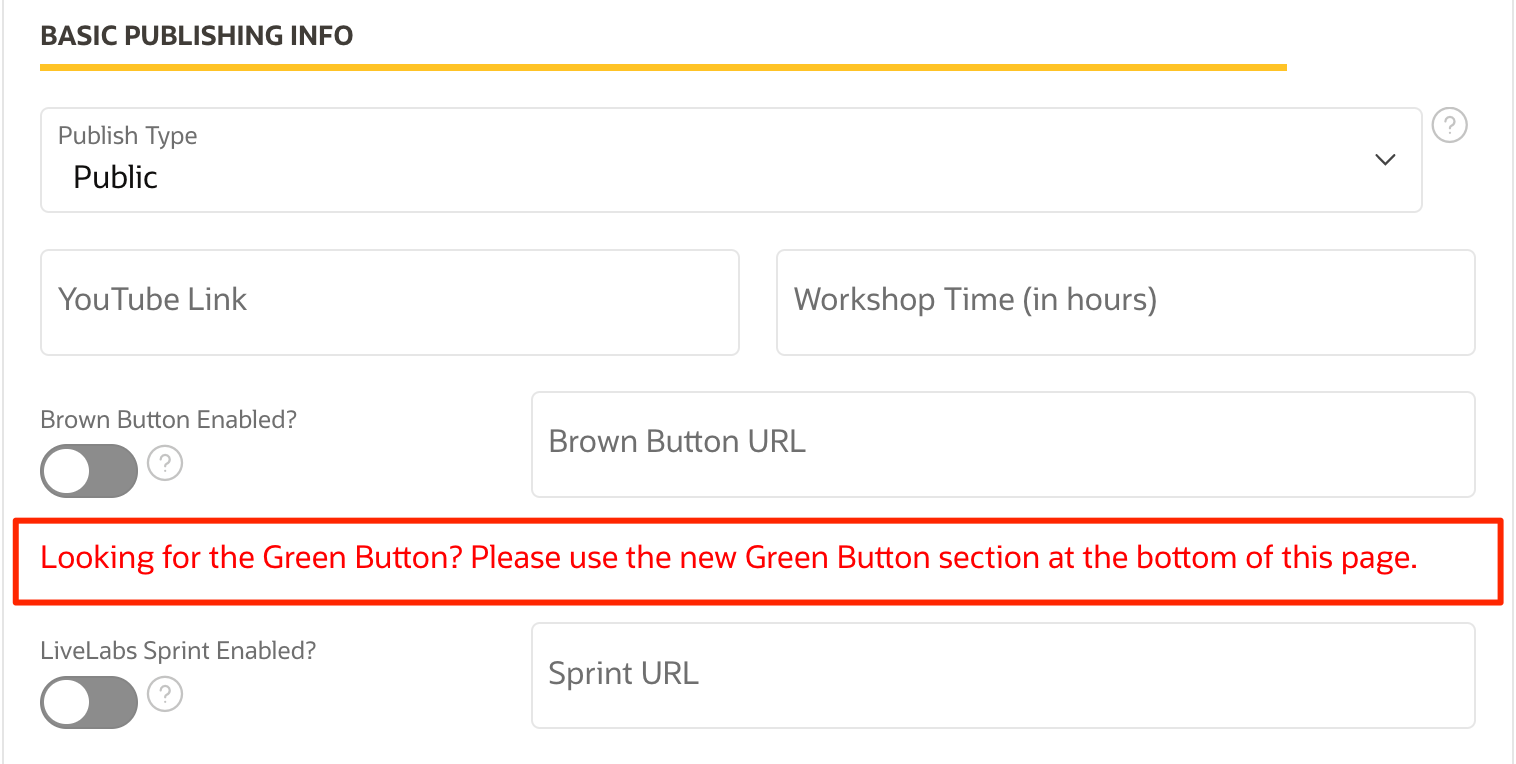 BASIC PUBLISHING INFO
Publish Type
?
Public
YouTube Link
Workshop Time (in hours)
Brown Button Enabled?
?
Brown Button URL
Looking for the Green Button? Please use the new Green Button section at the bottom of this page.
LiveLabs Sprint Enabled?
?
Sprint URL